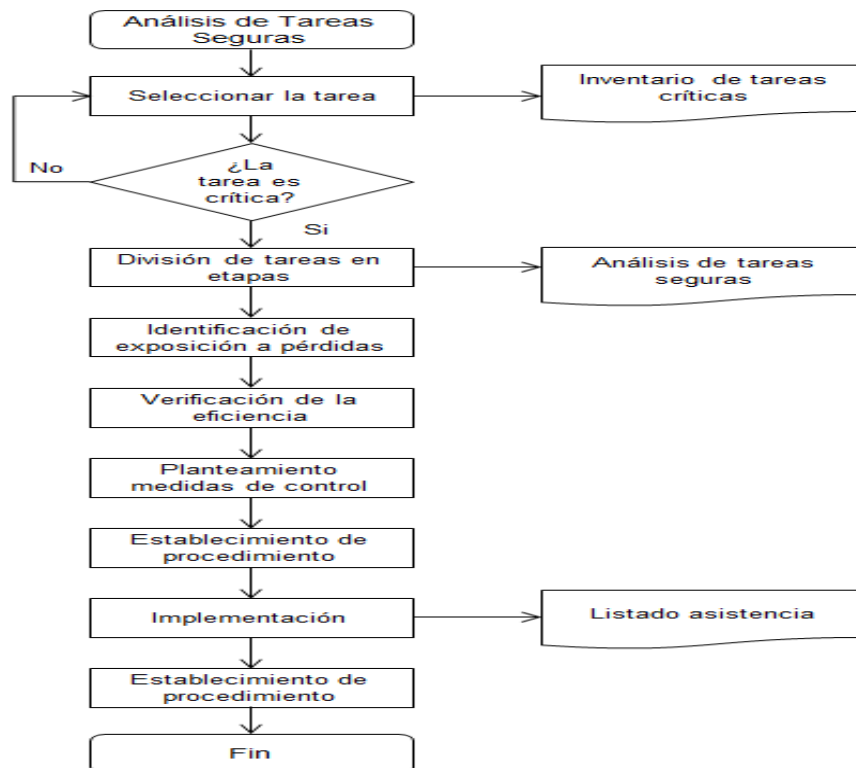 Análisis de Tareas
Seguras
Seleccionar la tarea
Inventario de tareas
críticas
¿La
tarea es
crítica?
No
Si
División de tareas en
etapas
Análisis de tareas
seguras
Identificación de
exposición a pérdidas
Verificación de la
eficiencia
Planteamiento
medidas de control
Establecimiento de
procedimiento
Implementación
Listado asistencia
Establecimiento de
procedimiento
Fin